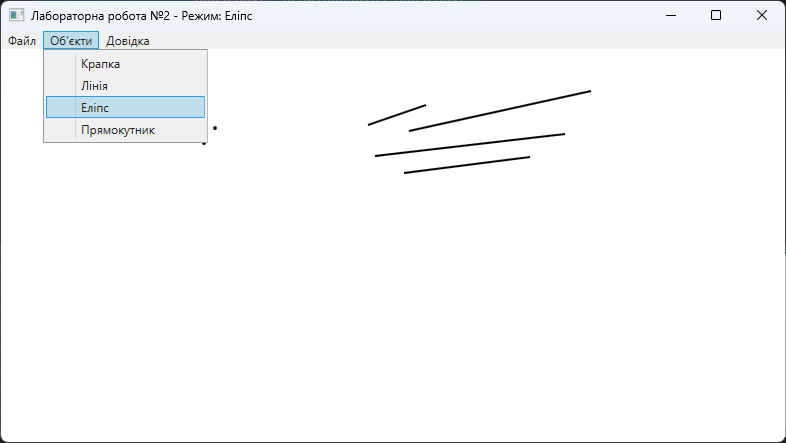 Лабораторна робота №2 - Режим: Еліпс
Файл Об'єкти Довідка
Крапка
Лінія
Еліпс
Прямокутник